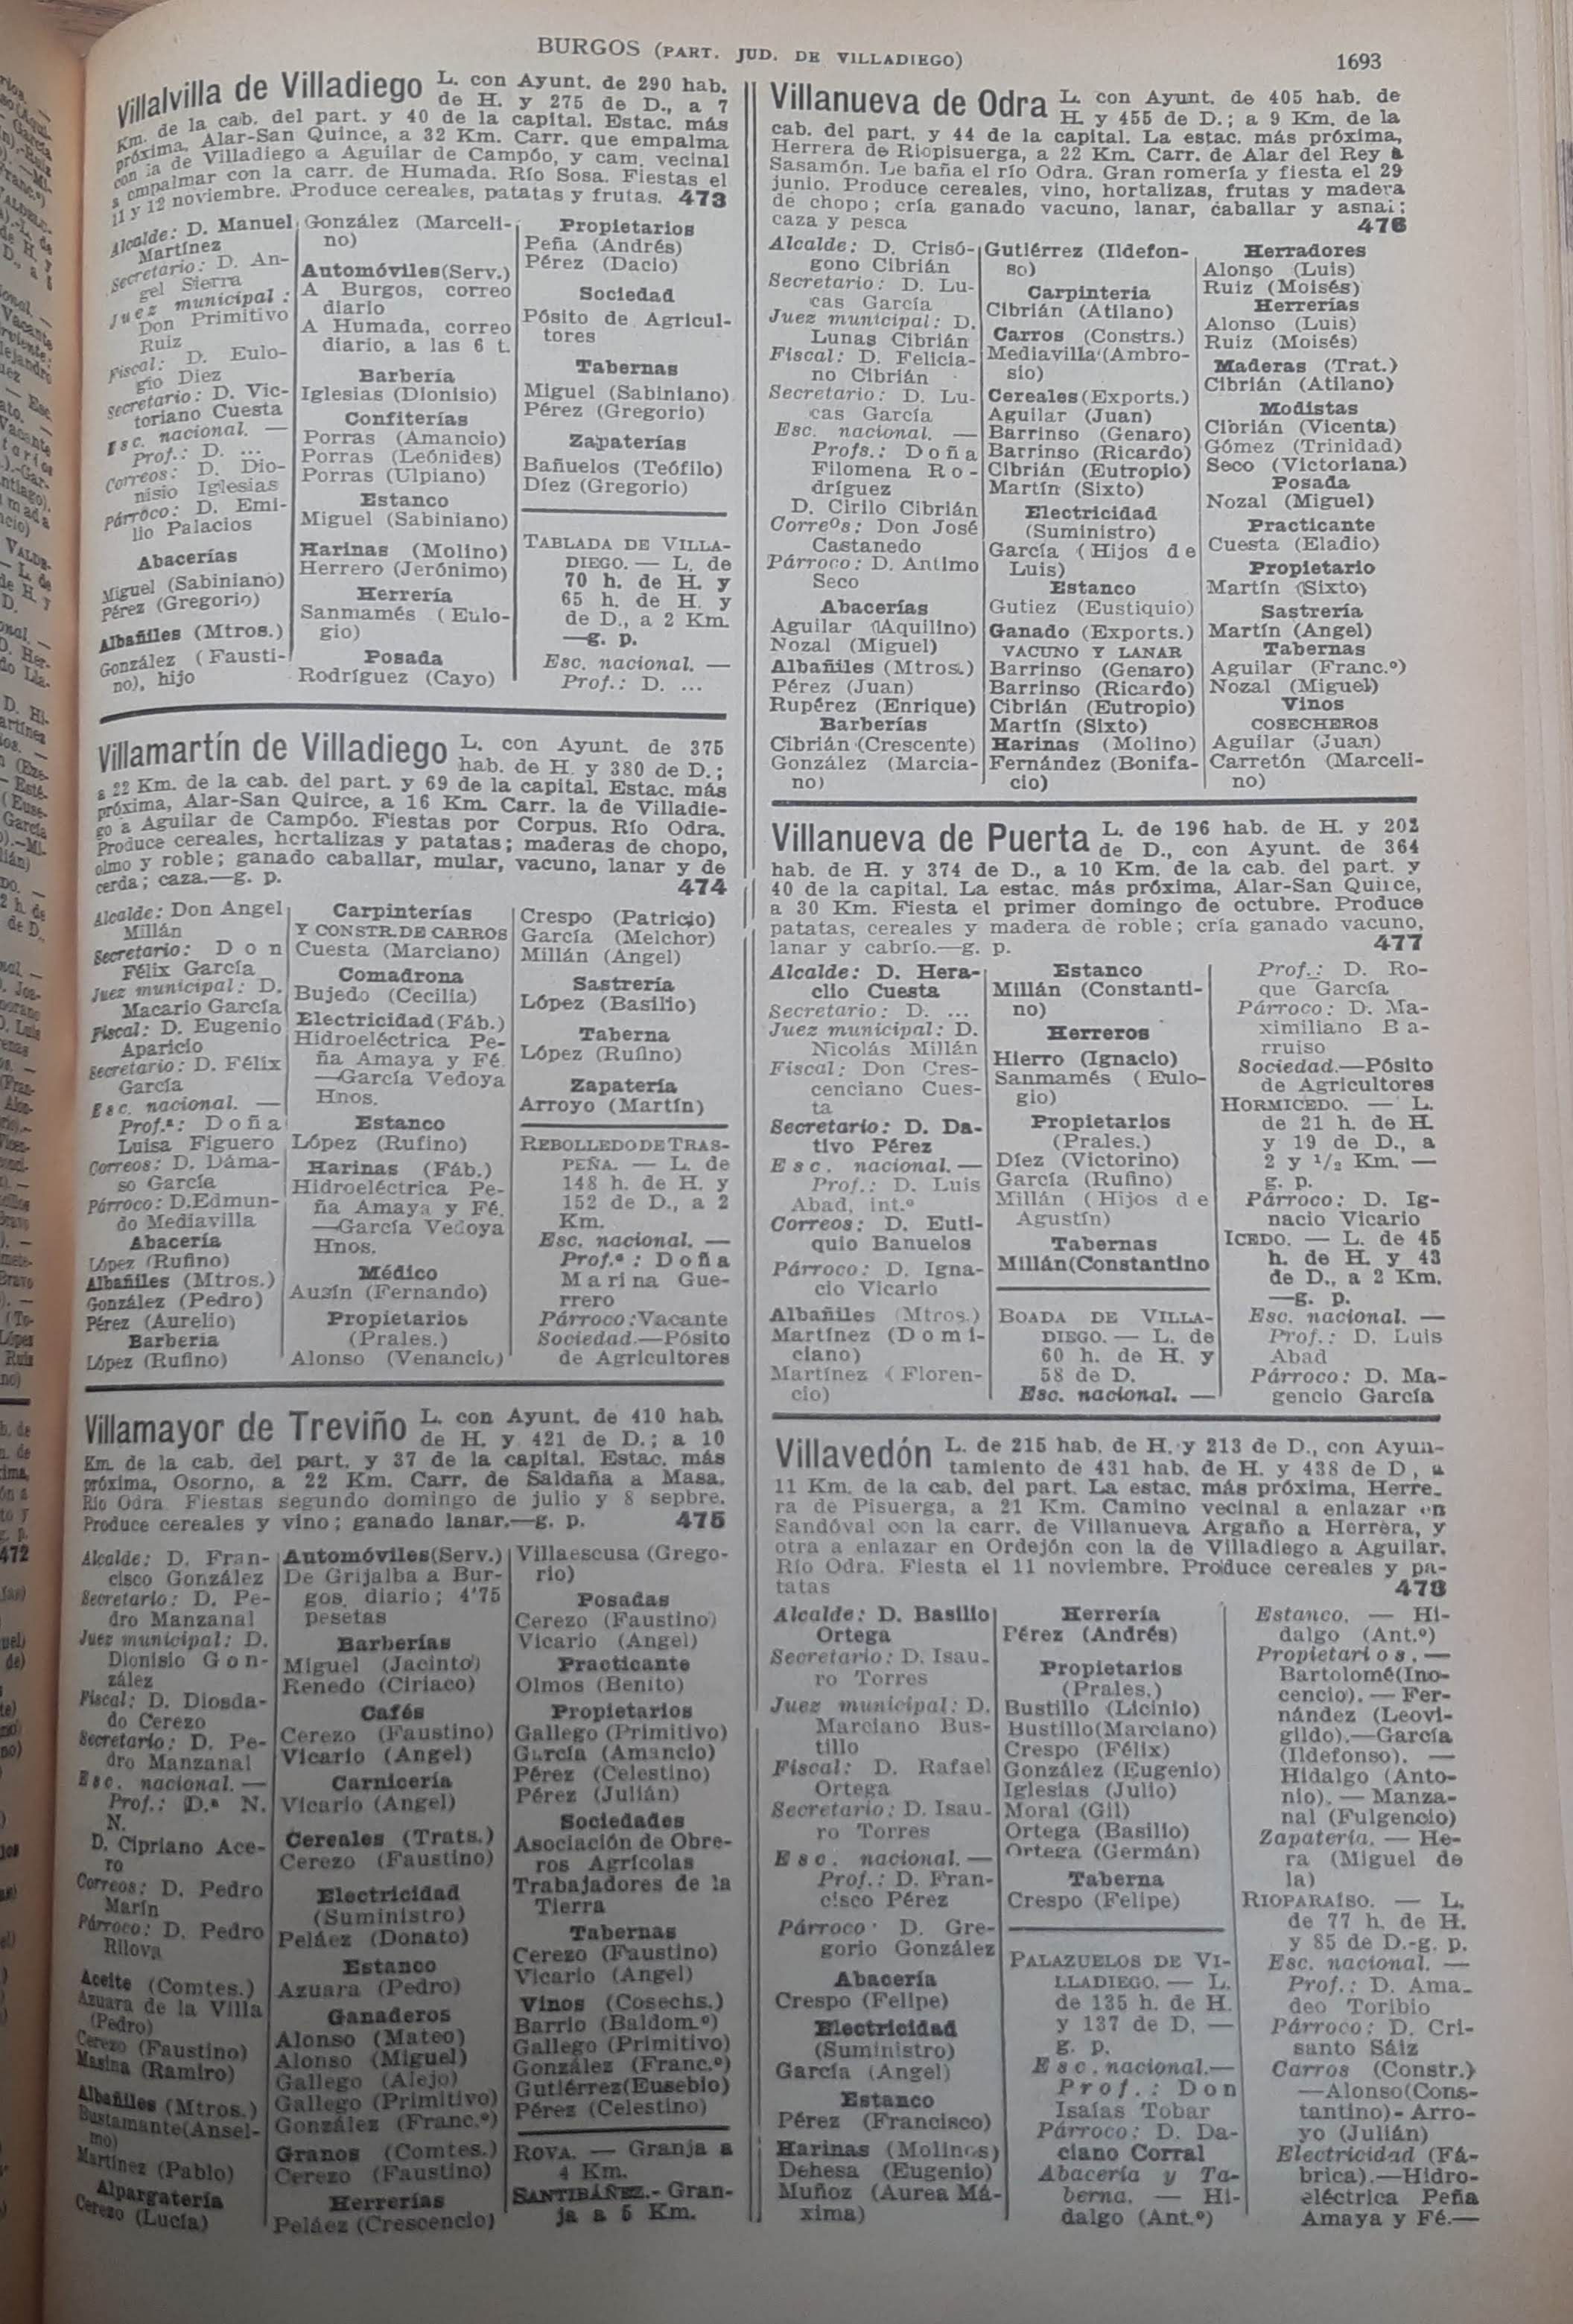 BURGOS (PART. JUD. DE VILLADIEGO)
1693
Villalvilla de Villadiego L. con Ayunt. de 290 hab.
de H. y 275 de D., a 7
Km. de la cab. del part. y 40 de la capital. Estac. más
próxima, Alar-San Quince, a 32 Km. Carr. que empalma
con la de Villadiego a Aguilar de Campóo, y cam. vecinal
a empalmar con la carr. de Humada. Río Sosa. Fiestas el
11 y 12 noviembre. Produce cereales, patatas y frutas. 473
Alcalde: D. Manuel
Martínez
Secretario: D. An-
gel Sierra
Juez municipal:
Don Primitivo
Ruiz
Fiscal: D. Eulo-
gio Diez
Secretario: D. Vic-
toriano Cuesta
Esc. nacional. —
Prof.: D. ...
Correos: D. Dio-
nisio Iglesias
Párroco: D. Emi-
lio Palacios
Abacerías
Miguel (Sabiniano)
Pérez (Gregorio)
Albañiles (Mtros.)
González (Fausti-
no), hijo
González (Marceli-
no)
Automóviles (Serv.)
A Burgos, correo
diario
A Humada, correo
diario, a las 6 t.
Barbería
Iglesias (Dionisio)
Confiterías
Porras (Amancio)
Porras (Leónides)
Porras (Ulpiano)
Estanco
Miguel (Sabiniano)
Harinas (Molino)
Herrero (Jerónimo)
Herrería
Sanmamés (Eulo-
gio)
Posada
Rodríguez (Cayo)
Propietarios
Peña (Andrés)
Pérez (Dacio)
Sociedad
Pósito de Agricul-
tores
Tabernas
Miguel (Sabiniano)
Pérez (Gregorio)
Zapaterías
Bañuelos (Teófilo)
Díez (Gregorio)
TABLADA DE VILLA-
DIEGO. — L. de
70 h. de H. y
65 h. de H. y
de D., a 2 Km.
—g. p.
Esc. nacional. —
Prof.: D. ...
Villamartín de Villadiego L. con Ayunt. de 375
hab. de H. y 380 de D.;
a 22 Km. de la cab. del part. y 69 de la capital. Estac. más
próxima, Alar-San Quirce, a 16 Km. Carr. la de Villadie-
go a Aguilar de Campóo. Fiestas por Corpus. Río Odra.
Produce cereales, hortalizas y patatas; maderas de chopo,
olmo y roble; ganado caballar, mular, vacuno, lanar y de
cerda; caza.—g. p. 474
Alcalde: Don Angel
Millán
Secretario: Don
Félix García
Juez municipal: D.
Macario García
Fiscal: D. Eugenio
Aparicio
Secretario: D. Félix
García
Esc. nacional. —
Prof.ª: Doña
Luisa Figuero
Correos: D. Dáma-
so García
Párroco: D. Edmun-
do Mediavilla
Abacería
López (Rufino)
Albañiles (Mtros.)
González (Pedro)
Pérez (Aurelio)
Barberia
López (Rufino)
Carpinterías
Y CONSTR. DE CARROS
Cuesta (Marciano)
Comadrona
Bujedo (Cecilia)
Electricidad (Fáb.)
Hidroeléctrica Pe-
ña Amaya y Fé.
—García Vedoya
Hnos.
Estanco
López (Rufino)
Harinas (Fáb.)
Hidroeléctrica Pe-
ña Amaya y Fé.
—García Vedoya
Hnos.
Médico
Ausín (Fernando)
Propietarios
(Prales.)
Alonso (Venancio)
Crespo (Patricio)
García (Melchor)
Millán (Angel)
Sastrería
López (Basilio)
Taberna
López (Rufino)
Zapatería
Arroyo (Martín)
REBOLLEDO DE TRAS-
PEÑA. — L. de
148 h. de H. y
152 de D., a 2
Km.
Esc. nacional. —
Prof.ª: Doña
Marina Gue-
rrero
Párroco: Vacante
Sociedad.—Pósito
de Agricultores
Villamayor de Treviño L. con Ayunt. de 410 hab.
de H. y 421 de D.; a 10
Km. de la cab. del part. y 37 de la capital. Estac. más
próxima, Osorno, a 22 Km. Carr. de Saldaña a Masa.
Río Odra. Fiestas segundo domingo de julio y 8 sepbre.
Produce cereales y vino; ganado lanar.—g. p. 475
Alcalde: D. Fran-
cisco González
Secretario: D. Pe-
dro Manzanal
Juez municipal: D.
Dionisio Gon-
zález
Fiscal: D. Diosda-
do Cerezo
Secretario: D. Pe-
dro Manzanal
Esc. nacional. —
Prof.: D.ª N.
N.
D. Cipriano Ace-
ro
Correos: D. Pedro
Marín
Párroco: D. Pedro
Rilova
Aceite (Comtes.)
Azuara de la Villa
(Pedro)
Cerezo (Faustino)
Masina (Ramiro)
Albañiles (Mtros.)
Bustamante (Ansel-
mo)
Martínez (Pablo)
Alpargatería
Cerezo (Lucía)
Automóviles (Serv.)
De Grijalba a Bur-
gos, diario; 4'75
pesetas
Barberías
Miguel (Jacinto)
Renedo (Ciriaco)
Cafés
Cerezo (Faustino)
Vicario (Angel)
Carnicería
Vicario (Angel)
Cereales (Trats.)
Cerezo (Faustino)
Electricidad
(Suministro)
Peláez (Donato)
Estanco
Azuara (Pedro)
Ganaderos
Alonso (Mateo)
Alonso (Miguel)
Gallego (Alejo)
Gallego (Primitivo)
González (Franc.º)
Granos (Comtes.)
Cerezo (Faustino)
Herrerías
Peláez (Crescencio)
Villaescusa (Grego-
rio)
Posadas
Cerezo (Faustino)
Vicario (Angel)
Practicante
Olmos (Benito)
Propietarios
Gallego (Primitivo)
García (Amancio)
Pérez (Celestino)
Pérez (Julián)
Sociedades
Asociación de Obre-
ros Agrícolas
Trabajadores de la
Tierra
Tabernas
Cerezo (Faustino)
Vicario (Angel)
Vinos (Cosechs.)
Barrio (Baldom.º)
Gallego (Primitivo)
González (Franc.º)
Gutiérrez (Eusebio)
Pérez (Celestino)
ROVA. — Granja a
4 Km.
SANTIBÁÑEZ.- Gran-
ja a 5 Km.
Villanueva de Odra L. con Ayunt. de 405 hab. de
H. y 455 de D.; a 9 Km. de la
cab. del part. y 44 de la capital. La estac. más próxima,
Herrera de Riopisuerga, a 22 Km. Carr. de Alar del Rey a
Sasamón. Le baña el río Odra. Gran romería y fiesta el 29
junio. Produce cereales, vino, hortalizas, frutas y madera
de chopo; cría ganado vacuno, lanar, caballar y asnal;
caza y pesca 476
Alcalde: D. Crisó-
gono Cibrián
Secretario: D. Lu-
cas García
Juez municipal: D.
Lunas Cibrián
Fiscal: D. Felicia-
no Cibrián
Secretario: D. Lu-
cas García
Esc. nacional. —
Profs.: Doña
Filomena Ro-
dríguez
D. Cirilo Cibrián
Correos: Don José
Castanedo
Párroco: D. Antimo
Seco
Abacerías
Aguilar (Aquilino)
Nozal (Miguel)
Albañiles (Mtros.)
Pérez (Juan)
Rupérez (Enrique)
Barberías
Cibrián (Crescente)
González (Marcia-
no)
Gutiérrez (Ildefon-
so)
Carpintería
Cibrián (Atilano)
Carros (Constrs.)
Mediavilla (Ambro-
sio)
Cereales (Exports.)
Aguilar (Juan)
Barrinso (Genaro)
Barrinso (Ricardo)
Cibrián (Eutropio)
Martín (Sixto)
Electricidad
(Suministro)
García (Hijos de
Luis)
Estanco
Gutiez (Eustiquio)
Ganado (Exports.)
VACUNO Y LANAR
Barrinso (Genaro)
Barrinso (Ricardo)
Cibrián (Eutropio)
Martín (Sixto)
Harinas (Molino)
Fernández (Bonifa-
cio)
Herradores
Alonso (Luis)
Ruiz (Moisés)
Herrerías
Alonso (Luis)
Ruiz (Moisés)
Maderas (Trat.)
Cibrián (Atilano)
Modistas
Cibrián (Vicenta)
Gómez (Trinidad)
Seco (Victoriana)
Posada
Nozal (Miguel)
Practicante
Cuesta (Eladio)
Propietario
Martín (Sixto)
Sastrería
Martín (Angel)
Tabernas
Aguilar (Franc.º)
Nozal (Miguel)
Vinos
COSECHEROS
Aguilar (Juan)
Carretón (Marceli-
no)
Villanueva de Puerta L. de 196 hab. de H. y 202
de D., con Ayunt. de 364
hab. de H. y 374 de D., a 10 Km. de la cab. del part. y
40 de la capital. La estac. más próxima, Alar-San Quirce,
a 30 Km. Fiesta el primer domingo de octubre. Produce
patatas, cereales y madera de roble; cría ganado vacuno,
lanar y cabrío.—g. p. 477
Alcalde: D. Hera-
clio Cuesta
Secretario: D. ...
Juez municipal: D.
Nicolás Millán
Fiscal: Don Cres-
cenciano Cues-
ta
Secretario: D. Da-
tivo Pérez
Esc. nacional. —
Prof.: D. Luis
Abad, int.º
Correos: D. Euti-
quio Banuelos
Párroco: D. Igna-
cio Vicario
Albañiles (Mtros.)
Martínez (Domi-
ciano)
Martínez (Floren-
cio)
Estanco
Millán (Constanti-
no)
Herreros
Hierro (Ignacio)
Sanmamés (Eulo-
gio)
Propietarios
(Prales.)
Díez (Victorino)
García (Rufino)
Millán (Hijos de
Agustín)
Tabernas
Millán (Constantino
BOADA DE VILLA-
DIEGO. — L. de
60 h. de H. y
58 de D.
Esc. nacional. —
Prof.: D. Ro-
que García
Párroco: D. Ma-
ximiliano Ba-
rruiso
Sociedad.—Pósito
de Agricultores
HORMICEDO. — L.
de 21 h. de H.
y 19 de D., a
2 y 1/2 Km. —
g. p.
Párroco: D. Ig-
nacio Vicario
ICEDO. — L. de 45
h. de H. y 43
de D., a 2 Km.
—g. p.
Esc. nacional. —
Prof.: D. Luis
Abad
Párroco: D. Ma-
gencio García
Villavedón L. de 215 hab. de H. y 213 de D., con Ayun-
tamiento de 431 hab. de H. y 438 de D., a
11 Km. de la cab. del part. La estac. más próxima, Herre-
ra de Pisuerga, a 21 Km. Camino vecinal a enlazar en
Sandóval con la carr. de Villanueva Argaño a Herrera, y
otra a enlazar en Ordejón con la de Villadiego a Aguilar.
Río Odra. Fiesta el 11 noviembre. Produce cereales y pa-
tatas 478
Alcalde: D. Basilio
Ortega
Secretario: D. Isau-
ro Torres
Juez municipal: D.
Marciano Bus-
tillo
Fiscal: D. Rafael
Ortega
Secretario: D. Isau-
ro Torres
Esc. nacional. —
Prof.: D. Fran-
cisco Pérez
Párroco: D. Gre-
gorio González
Abacería
Crespo (Felipe)
Electricidad
(Suministro)
García (Angel)
Estanco
Pérez (Francisco)
Harinas (Molinos)
Dehesa (Eugenio)
Muñoz (Aurea Má-
xima)
Herrería
Pérez (Andrés)
Propietarios
(Prales.)
Bustillo (Licinio)
Bustillo (Marciano)
Crespo (Félix)
González (Eugenio)
Iglesias (Julio)
Moral (Gil)
Ortega (Basilio)
Ortega (Germán)
Taberna
Crespo (Felipe)
PALAZUELOS DE VI-
LLADIEGO. — L.
de 135 h. de H.
y 137 de D. —
g. p.
Esc. nacional.—
Prof.: Don
Isaías Tobar
Párroco: D. Da-
ciano Corral
Abacería y Ta-
berna. — Hi-
dalgo (Ant.º)
Estanco. — Hi-
dalgo (Ant.º)
Propietarios.—
Bartolomé (Ino-
cencio). — Fer-
nández (Leovi-
gildo).—García
(Ildefonso). —
Hidalgo (Anto-
nio). — Manza-
nal (Fulgencio)
Zapatería. — He-
ra (Miguel de
la)
RIOPARAÍSO. — L.
de 77 h. de H.
y 85 de D.-g. p.
Esc. nacional. —
Prof.: D. Ama-
deo Toribio
Párroco: D. Cri-
santo Sáiz
Carros (Constr.)
—Alonso (Cons-
tantino)- Arro-
yo (Julián)
Electricidad (Fá-
brica).—Hidro-
eléctrica Peña
Amaya y Fé.—